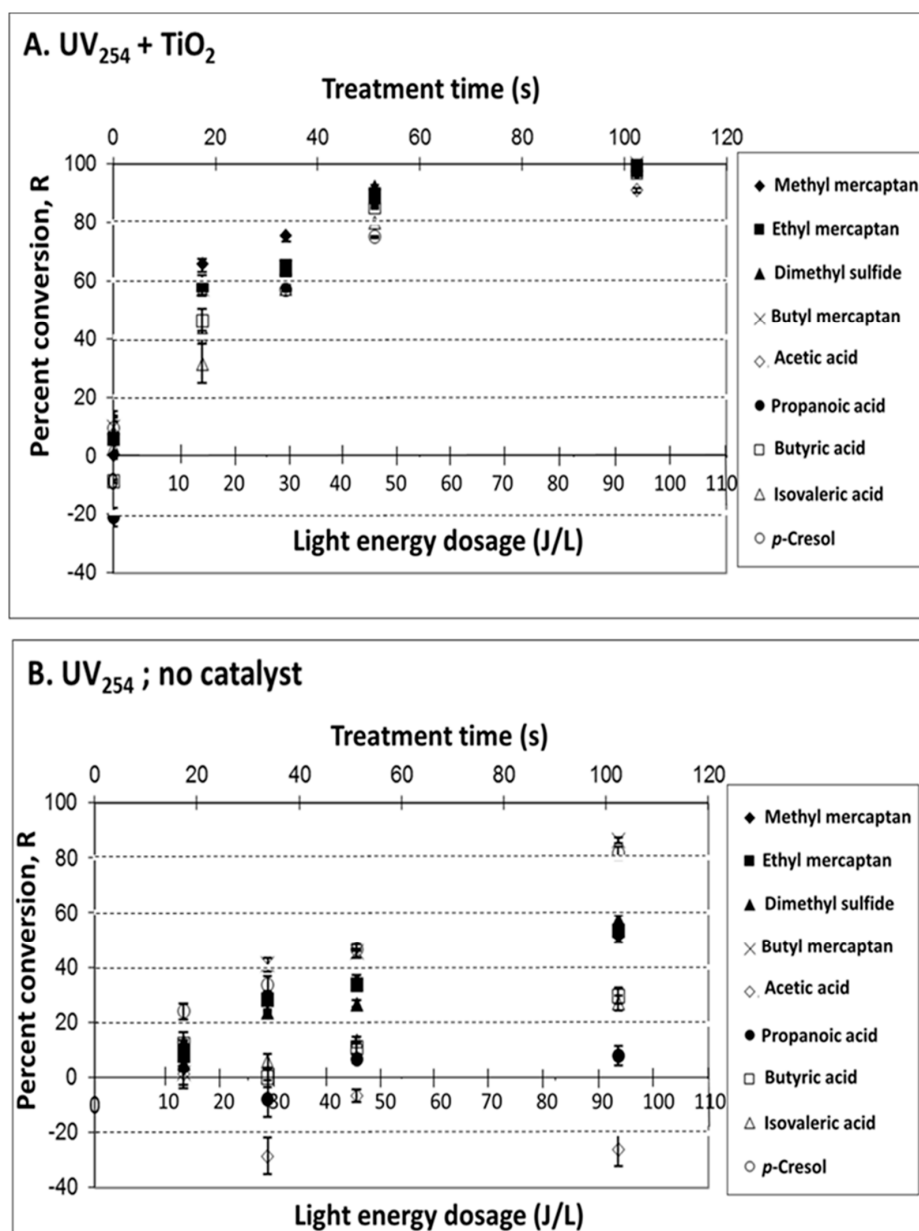 A. UV254 + TiO2
Treatment time (s)
0 20 40 60 80 100 120
Percent conversion, R
100
80
60
40
20
0
-20
-40
10 20 30 40 50 60 70 80 90 100 110
Light energy dosage (J/L)
Methyl mercaptan
Ethyl mercaptan
Dimethyl sulfide
Butyl mercaptan
Acetic acid
Propanoic acid
Butyric acid
Isovaleric acid
p-Cresol
B. UV254 ; no catalyst
Treatment time (s)
0 20 40 60 80 100 120
Percent conversion, R
100
80
60
40
20
0
-20
-40
0 10 20 30 40 50 60 70 80 90 100 110
Light energy dosage (J/L)
Methyl mercaptan
Ethyl mercaptan
Dimethyl sulfide
Butyl mercaptan
Acetic acid
Propanoic acid
Butyric acid
Isovaleric acid
p-Cresol